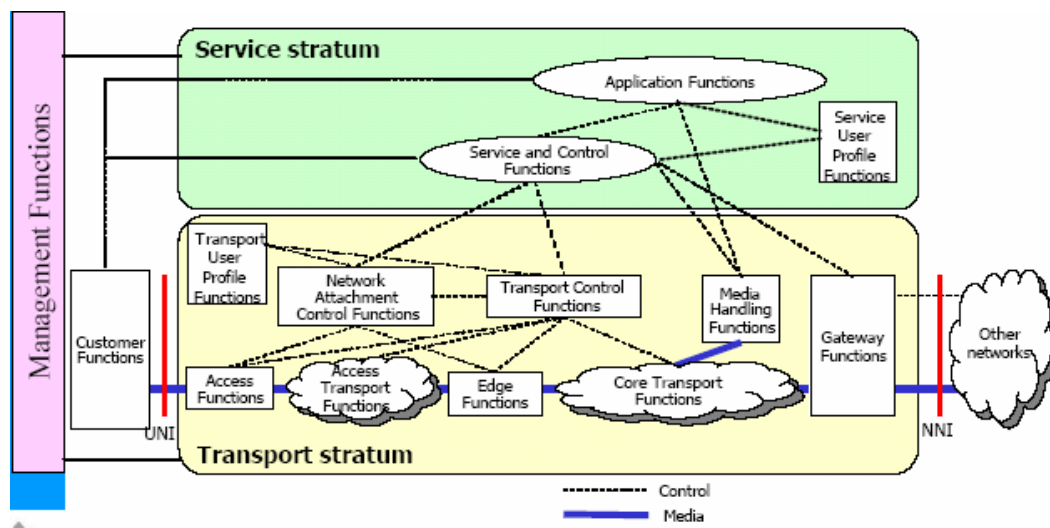 Management Functions
Service stratum
Application Functions
Service
User
Profile
Functions
Service and Control
Functions
Transport
User
Profile
Functions
Network
Attachment
Control Functions
Transport Control
Functions
Media
Handling
Functions
Customer
Functions
Gateway
Functions
Other
networks
Access
Functions
Access
Transport
Functions
Edge
Functions
Core Transport
Functions
UNI
NNI
Transport stratum
Control
Media